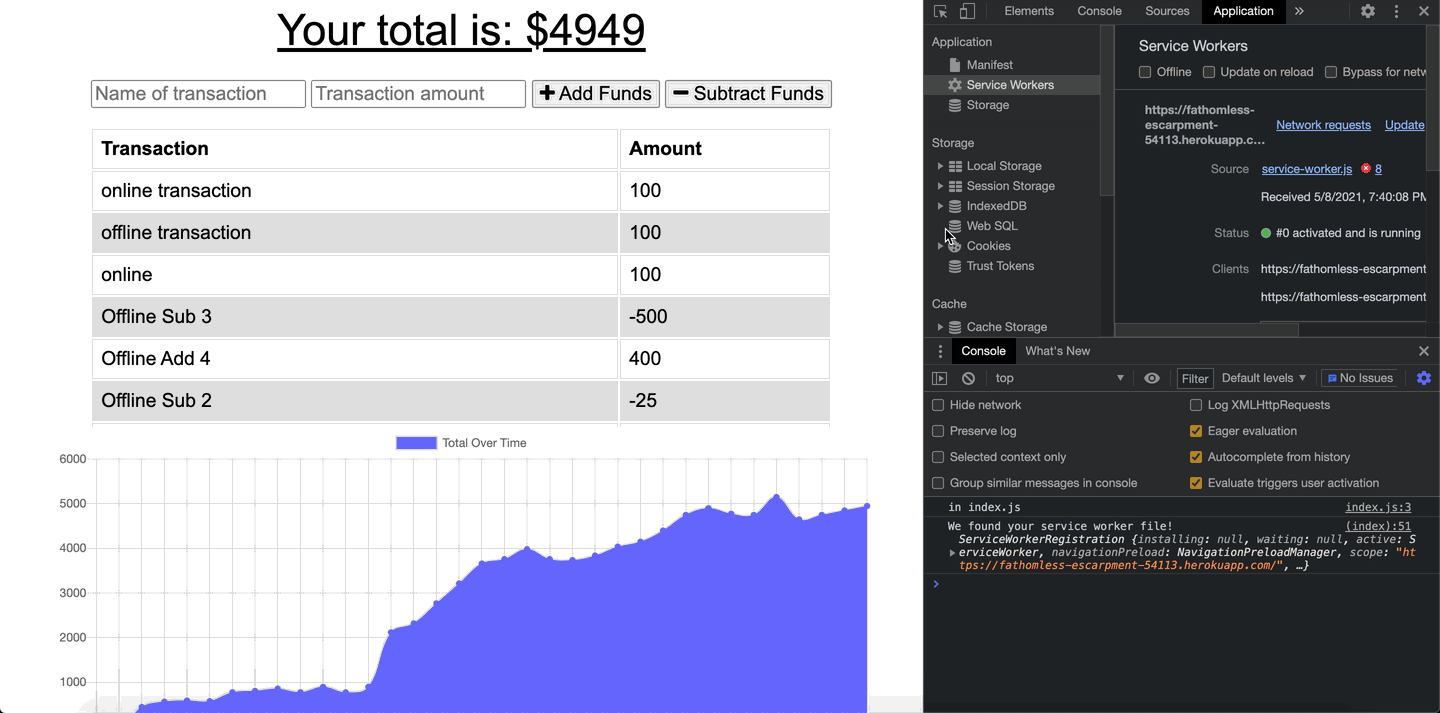 Your total is: $4949
Name of transaction Transaction amount Add Funds Subtract Funds
Transaction Amount
online transaction 100
offline transaction 100
online 100
Offline Sub 3 -500
Offline Add 4 400
Offline Sub 2 -25
Total Over Time
6000
5000
4000
3000
2000
1000
Elements Console Sources Application »
Application
Manifest
Service Workers
Storage
Storage
Local Storage
Session Storage
IndexedDB
Web SQL
Cookies
Trust Tokens
Cache
Cache Storage
Service Workers
Offline Update on reload Bypass for netw
https://fathomless-
escarpment-
54113.herokuapp.c...
Network requests Update
Source service-worker.js 8
Received 5/8/2021, 7:40:08 PM
Status #0 activated and is running
Clients https://fathomless-escarpment
https://fathomless-escarpment
Console What's New
top Filter Default levels No Issues
Hide network Log XMLHttpRequests
Preserve log Eager evaluation
Selected context only Autocomplete from history
Group similar messages in console Evaluate triggers user activation
in index.js index.js:3
We found your service worker file! (index):51
ServiceWorkerRegistration {installing: null, waiting: null, active: S
erviceWorker, navigationPreload: NavigationPreloadManager, scope: "ht
tps://fathomless-escarpment-54113.herokuapp.com/", …}